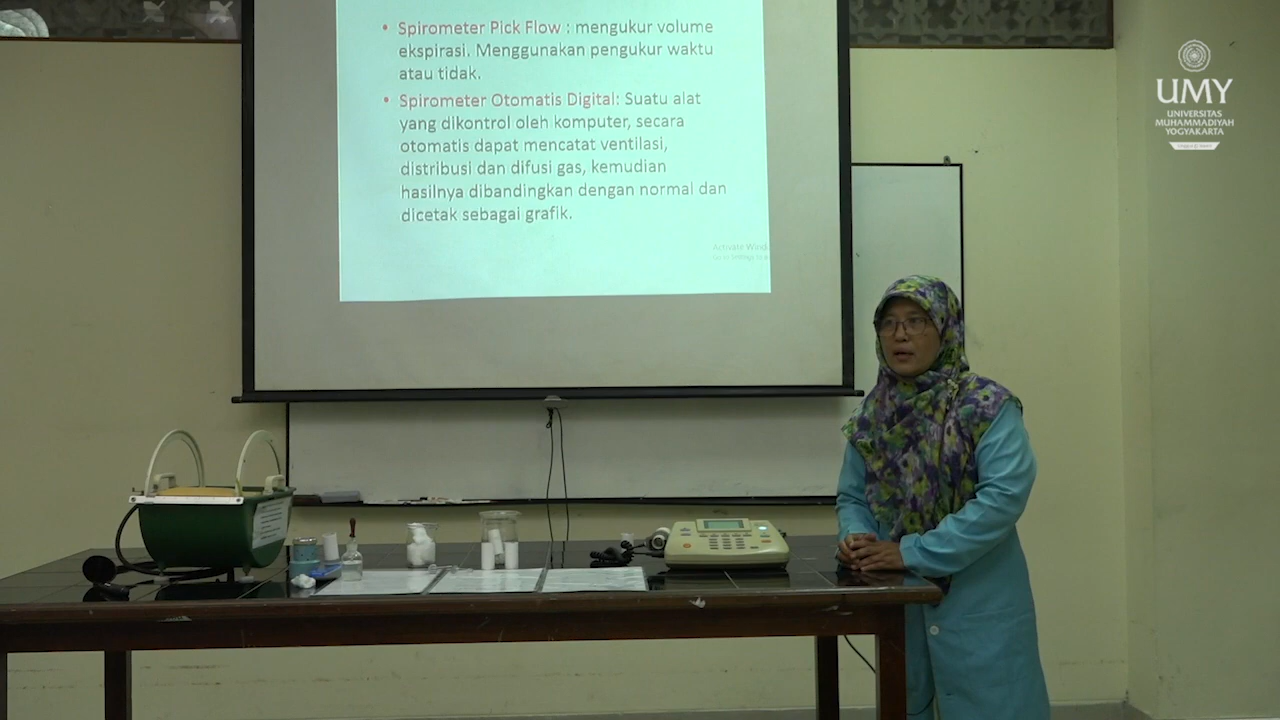 • Spirometer Pick Flow : mengukur volume
ekspirasi. Menggunakan pengukur waktu
atau tidak.
• Spirometer Otomatis Digital: Suatu alat
yang dikontrol oleh komputer, secara
otomatis dapat mencatat ventilasi,
distribusi dan difusi gas, kemudian
hasilnya dibandingkan dengan normal dan
dicetak sebagai grafik.
Activate Wind
UMY
UNIVERSITAS
MUHAMMADIYAH
YOGYAKARTA